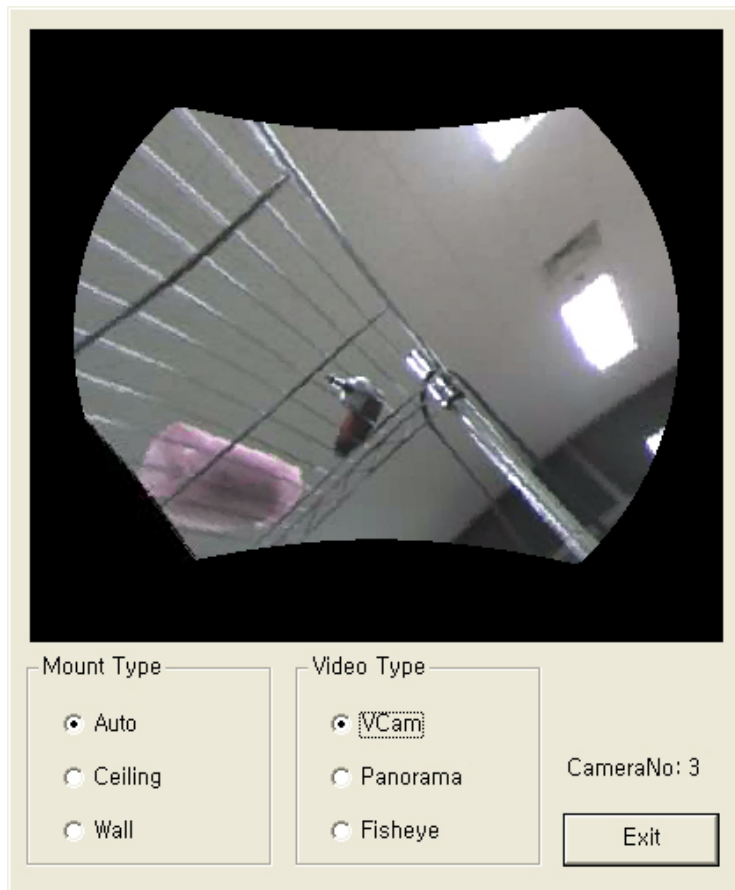 Mount Type
Auto
Ceiling
Wall
Video Type
VCam
Panorama
Fisheye
CameraNo: 3
Exit